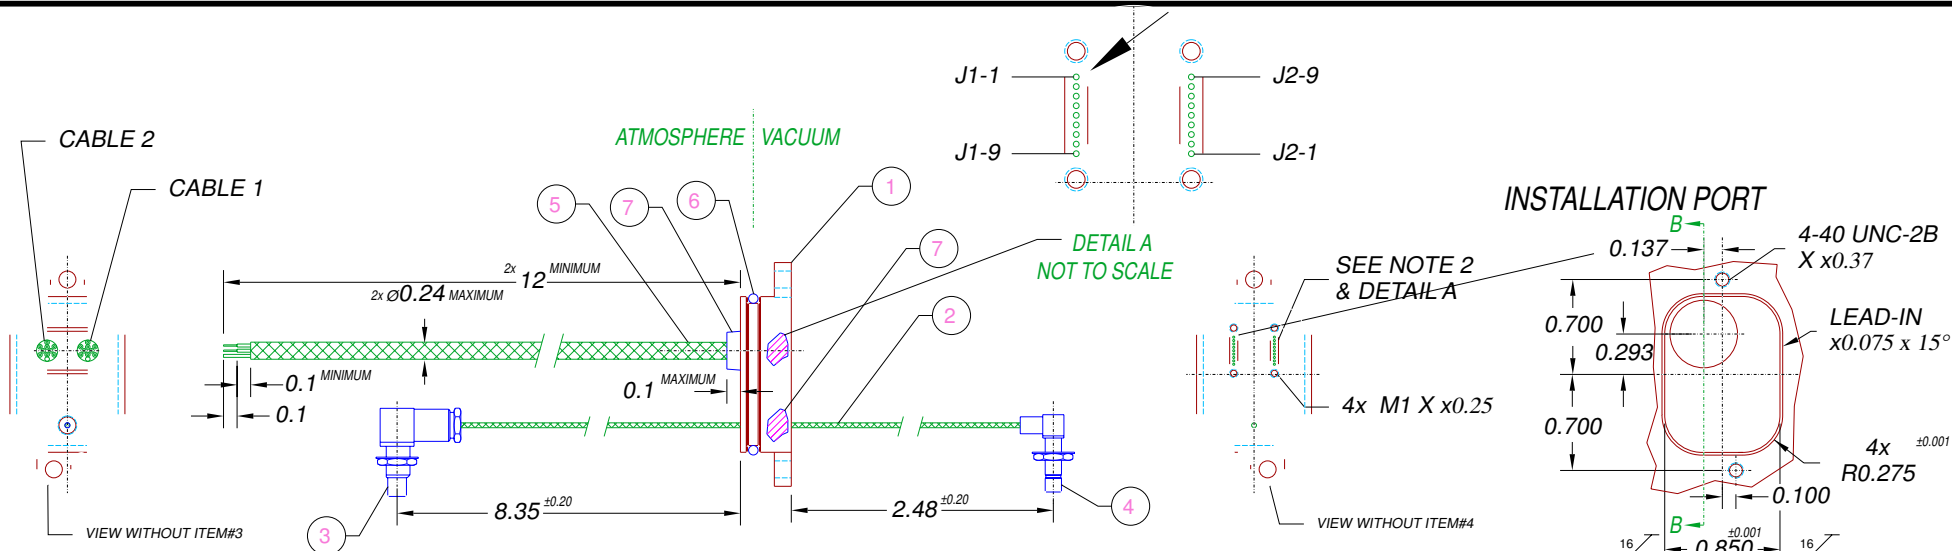 J1-1
J2-9
J1-9
J2-1
CABLE 2
CABLE 1
ATMOSPHERE VACUUM
5
7
6
1
7
2
DETAIL A
NOT TO SCALE
2x 12 MINIMUM
2x Ø0.24 MAXIMUM
0.1 MINIMUM
0.1
0.1 MAXIMUM
8.35 ±0.20
2.48 ±0.20
3
4
VIEW WITHOUT ITEM#3
SEE NOTE 2
& DETAIL A
4x M1 X x0.25
VIEW WITHOUT ITEM#4
INSTALLATION PORT
B
0.137
4-40 UNC-2B
X x0.37
0.700
0.293
LEAD-IN
x0.075 x 15°
0.700
4x ±0.001
R0.275
0.100
B
±0.001
0.850
16
16